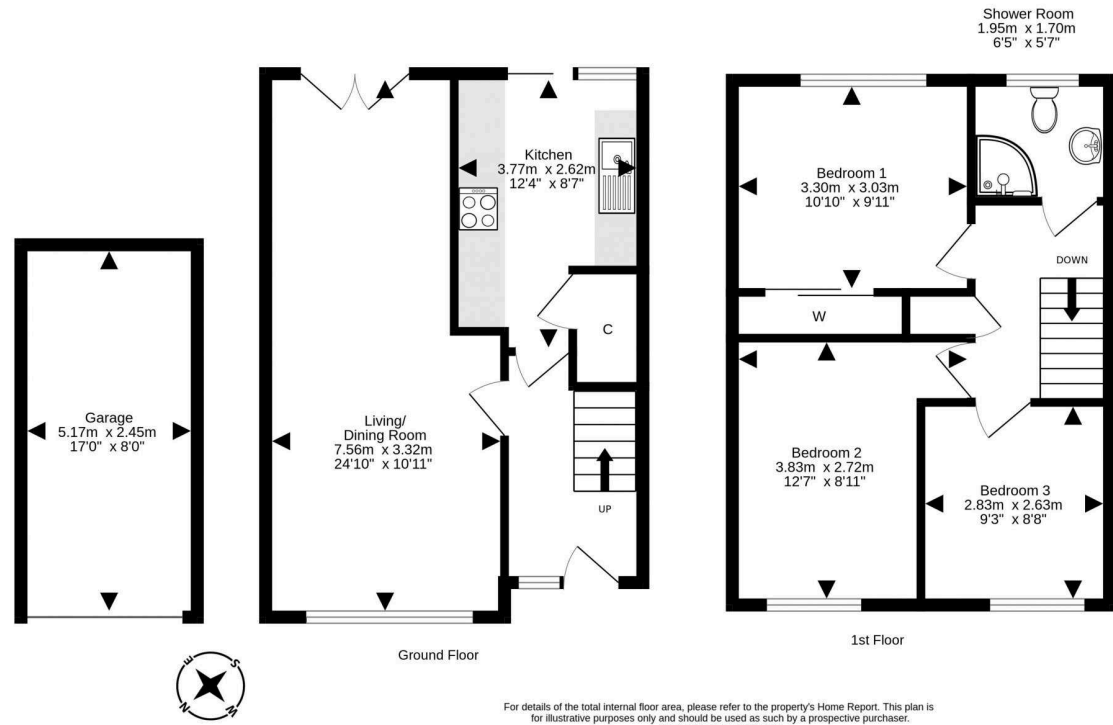 Shower Room
1.95m x 1.70m
6'5" x 5'7"
Kitchen
3.77m x 2.62m
12'4" x 8'7"
Bedroom 1
3.30m x 3.03m
10'10" x 9'11"
DOWN
W
C
Garage
5.17m x 2.45m
17'0" x 8'0"
Living/
Dining Room
7.56m x 3.32m
24'10" x 10'11"
UP
Bedroom 2
3.83m x 2.72m
12'7" x 8'11"
Bedroom 3
2.83m x 2.63m
9'3" x 8'8"
Ground Floor
1st Floor
E
S
N
W
For details of the total internal floor area, please refer to the property's Home Report. This plan is
for illustrative purposes only and should be used as such by a prospective purchaser.